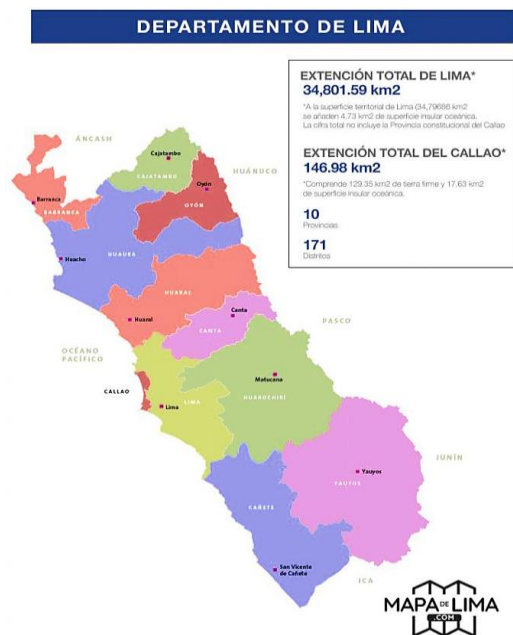 DEPARTAMENTO DE LIMA
EXTENCIÓN TOTAL DE LIMA*
34,801.59 km2
*A la superficie territorial de Lima (34,79686 km2
se añaden 4.73 km2 de superficie insular oceánica.
La cifra total no incluye la Provincia constitucional del Callao
EXTENCIÓN TOTAL DEL CALLAO*
146.98 km2
*Comprende 129.35 km2 de tierra firme y 17.63 km2
de superficie insular oceánica.
10
Provincias
171
Distritos
ÁNCASH
Cajatambo
CAJATAMBO
HUÁNUCO
Oyón
OYÓN
Barranca
BARRANCA
HUAURA
Huacho
HUARAL
Huaral
Canta
CANTA
PASCO
OCÉANO
PACÍFICO
Matucana
HUAROCHIRÍ
CALLAO
LIMA
Lima
JUNÍN
Yauyos
YAUYOS
CAÑETE
San Vicente
de Cañete
ICA
MAPA DE LIMA
.COM